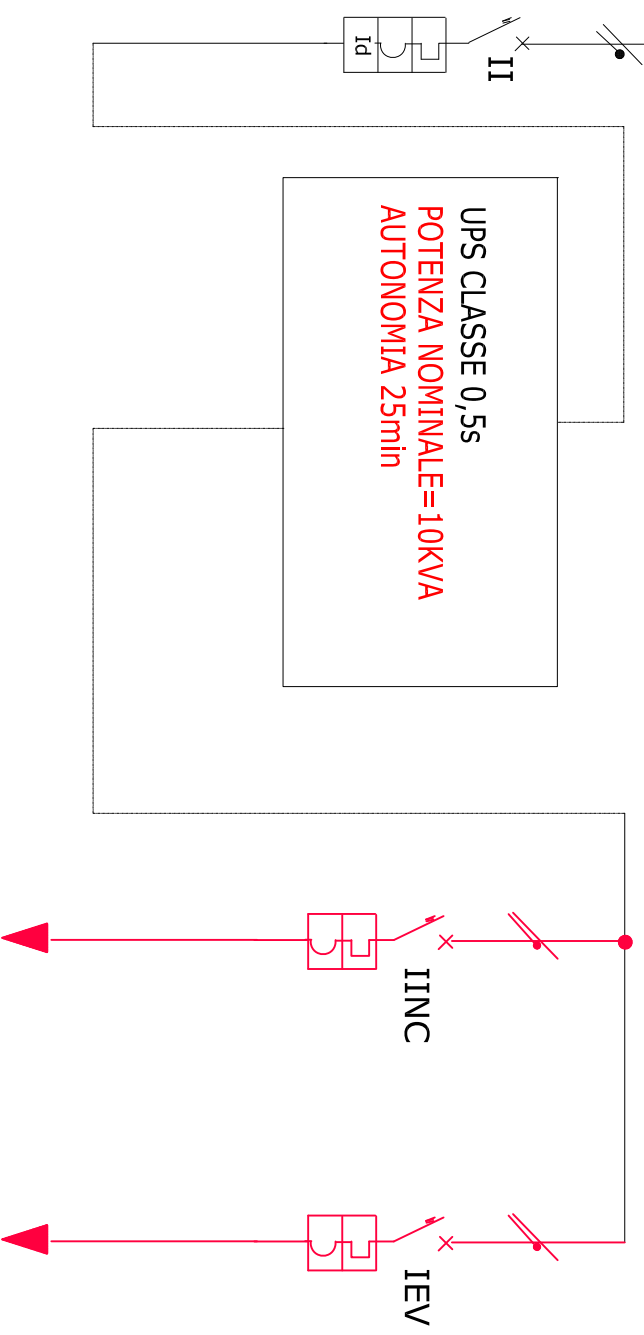 Id
II
UPS CLASSE 0,5s
POTENZA NOMINALE=10KVA
AUTONOMIA 25min
IINC
IEV